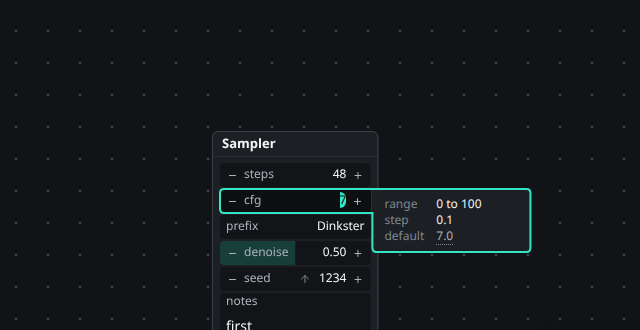 Sampler
− steps 48 +
− cfg 7 +
range 0 to 100
step 0.1
default 7.0
prefix Dinkster
− denoise 0.50 +
− seed ↑ 1234 +
notes
first